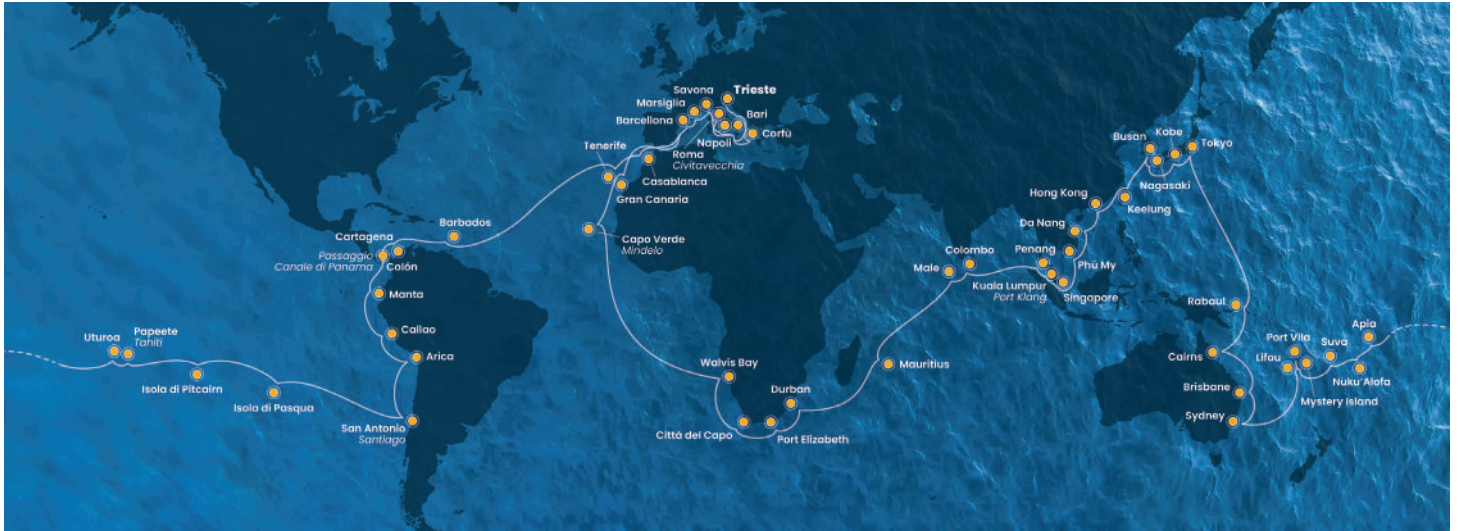 Trieste
Savona
Marsiglia
Barcellona
Bari
Corfù
Napoli
Roma
Civitavecchia
Tenerife
Casablanca
Gran Canaria
Barbados
Cartagena
Passaggio
Canale di Panama
Colón
Capo Verde
Mindelo
Manta
Callao
Arica
San Antonio
Santiago
Uturoa
Papeete
Tahiti
Isola di Pitcairn
Isola di Pasqua
Walvis Bay
Città del Capo
Port Elizabeth
Durban
Mauritius
Male
Colombo
Penang
Kuala Lumpur
Port Klang
Singapore
Phú My
Da Nang
Hong Kong
Keelung
Busan
Kobe
Tokyo
Nagasaki
Rabaul
Cairns
Brisbane
Sydney
Port Vila
Lifou
Mystery Island
Suva
Nuku'Alofa
Apia